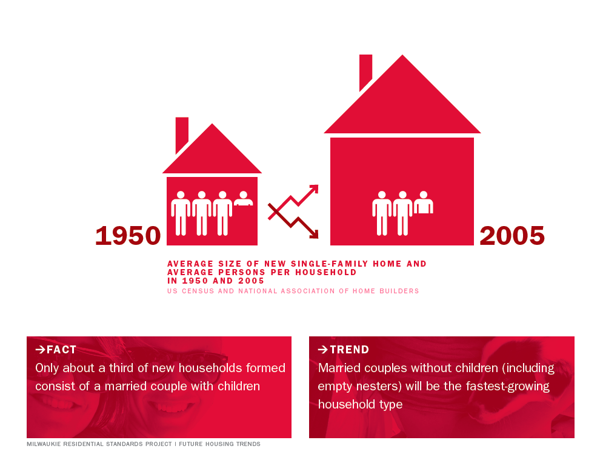 1950
2005
AVERAGE SIZE OF NEW SINGLE-FAMILY HOME AND
AVERAGE PERSONS PER HOUSEHOLD
IN 1950 AND 2005
US CENSUS AND NATIONAL ASSOCIATION OF HOME BUILDERS
→FACT
Only about a third of new households formed
consist of a married couple with children
→TREND
Married couples without children (including
empty nesters) will be the fastest-growing
household type
MILWAUKIE RESIDENTIAL STANDARDS PROJECT | FUTURE HOUSING TRENDS